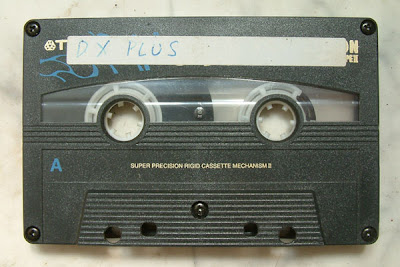 DX PLUS
A
SUPER PRECISION RIGID CASSETTE MECHANISM II